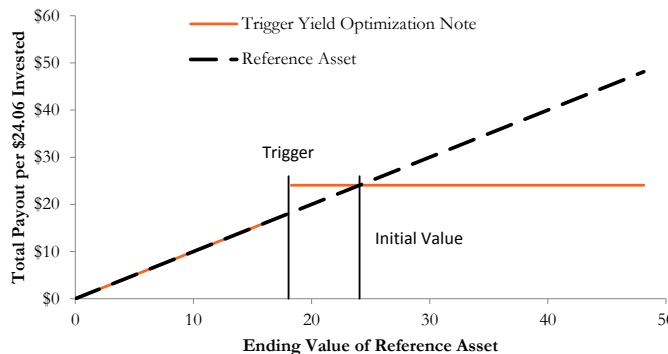 Trigger Yield Optimization Note
Reference Asset
$60
$50
$40
$30
$20
$10
$0
Total Payout per $24.06 Invested
Trigger
Initial Value
0
10
20
30
40
50
Ending Value of Reference Asset